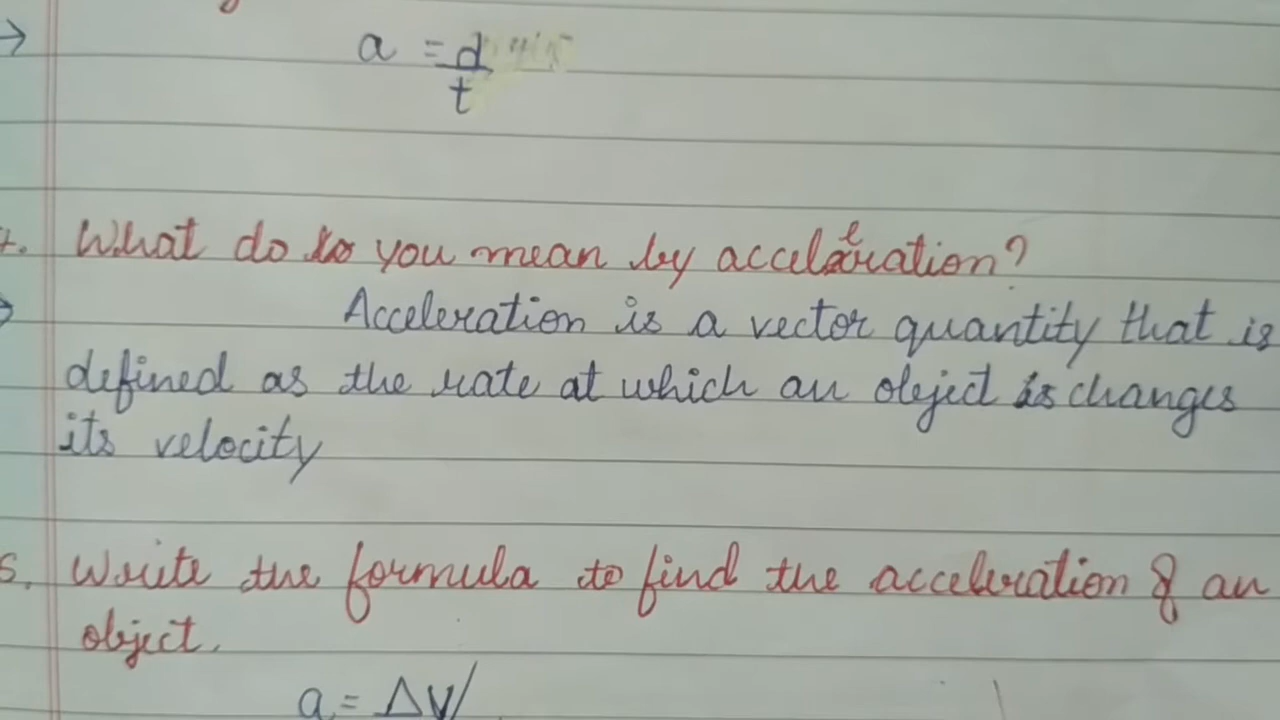 a = d
t
4. What do you mean by acceleration?
Acceleration is a vector quantity that is
defined as the rate at which an object changes
its velocity
5. Write the formula to find the acceleration of an
object.
a = ΔV/